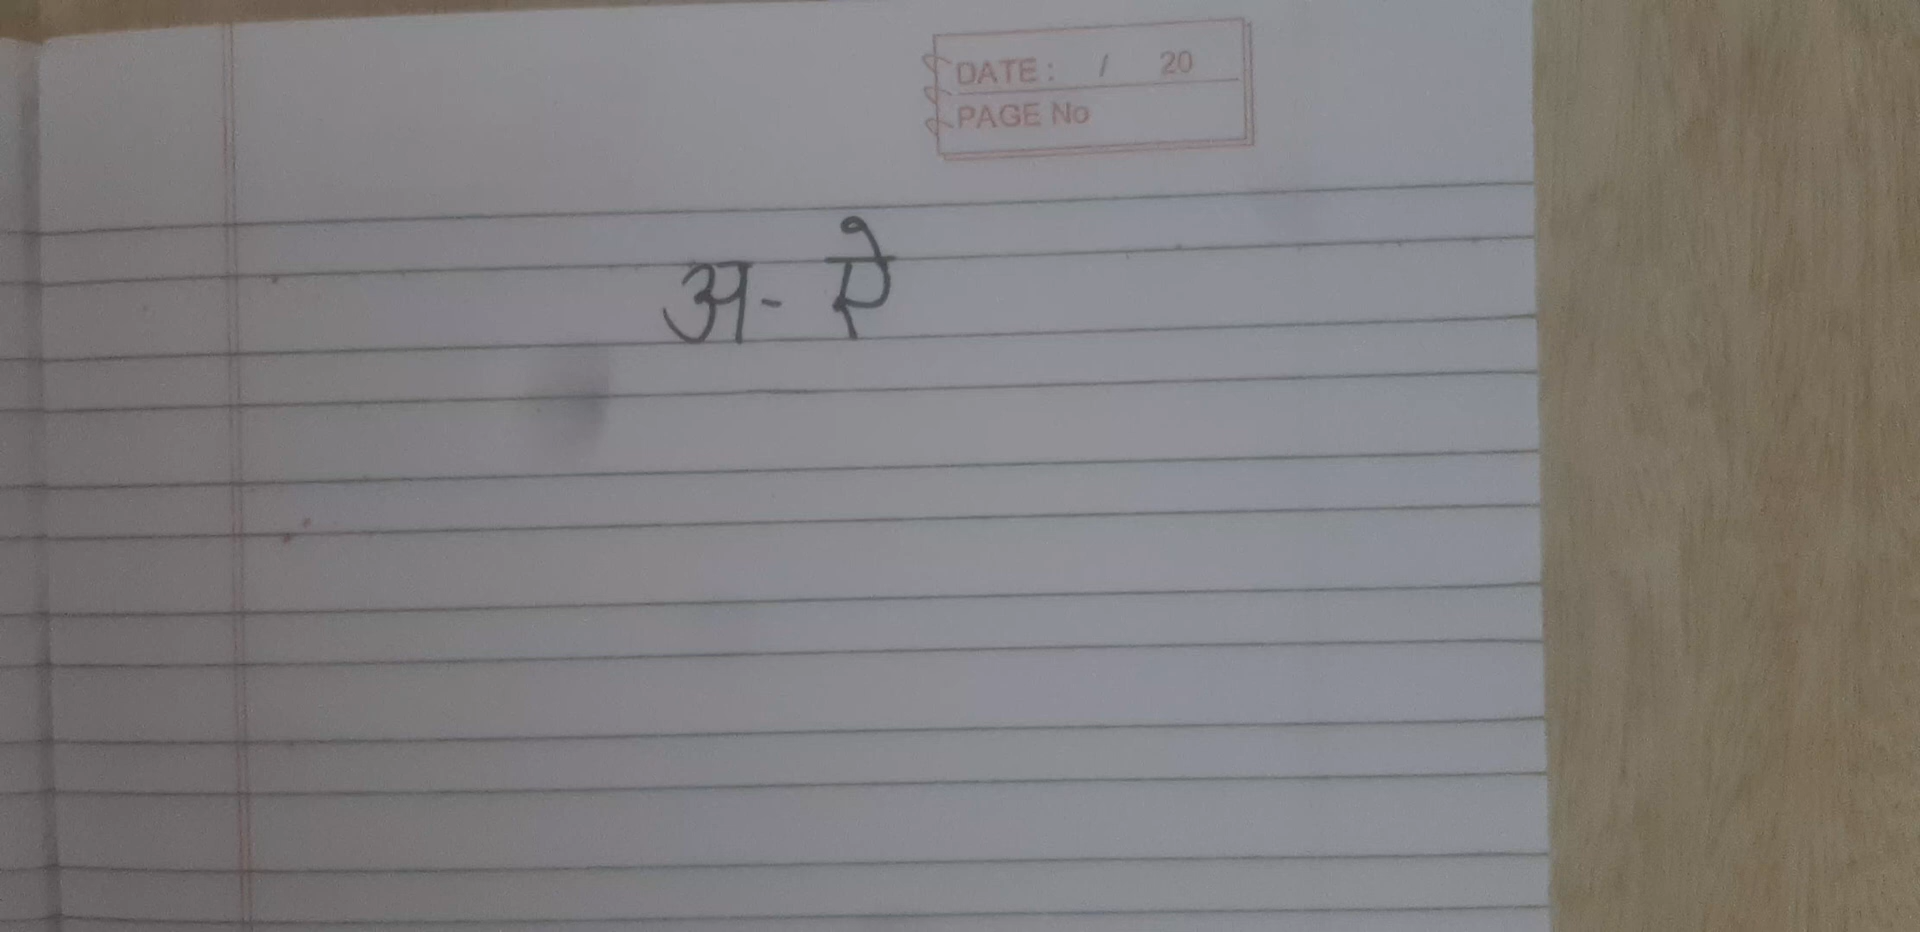 DATE: / 20
PAGE No
अ- ऐ